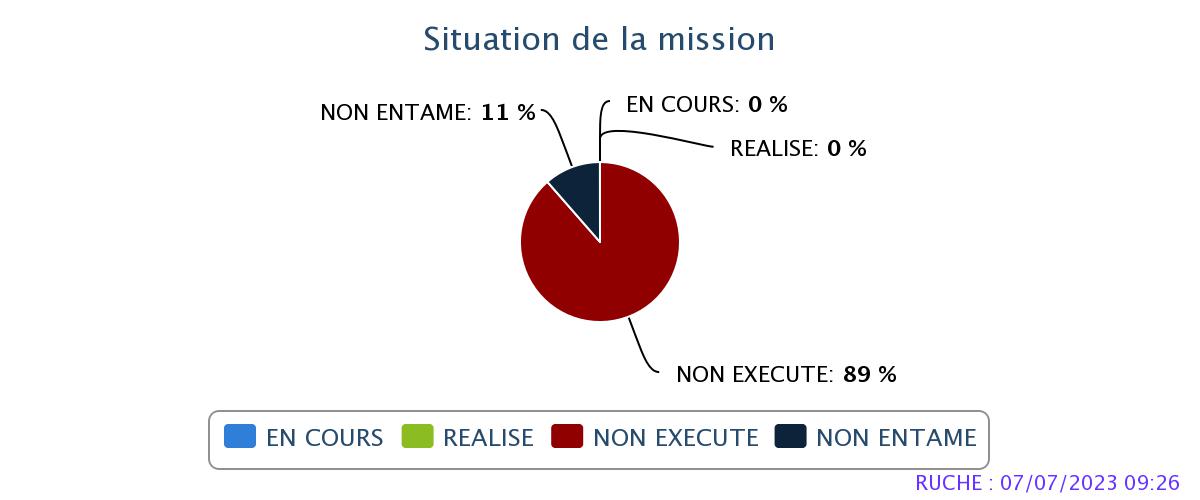 Situation de la mission
NON ENTAME: 11 %
EN COURS: 0 %
REALISE: 0 %
NON EXECUTE: 89 %
EN COURS REALISE NON EXECUTE NON ENTAME
RUCHE : 07/07/2023 09:26